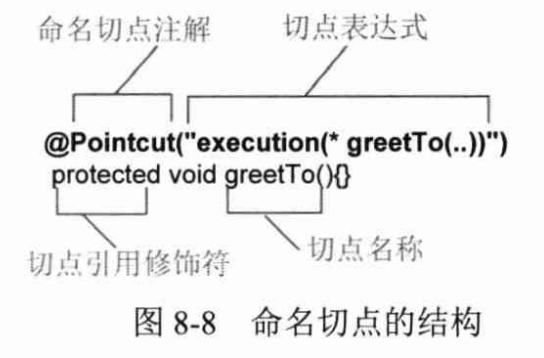 命名切点注解 切点表达式
@Pointcut("execution(* greetTo(..))")
protected void greetTo(){}
切点引用修饰符 切点名称
图 8-8 命名切点的结构